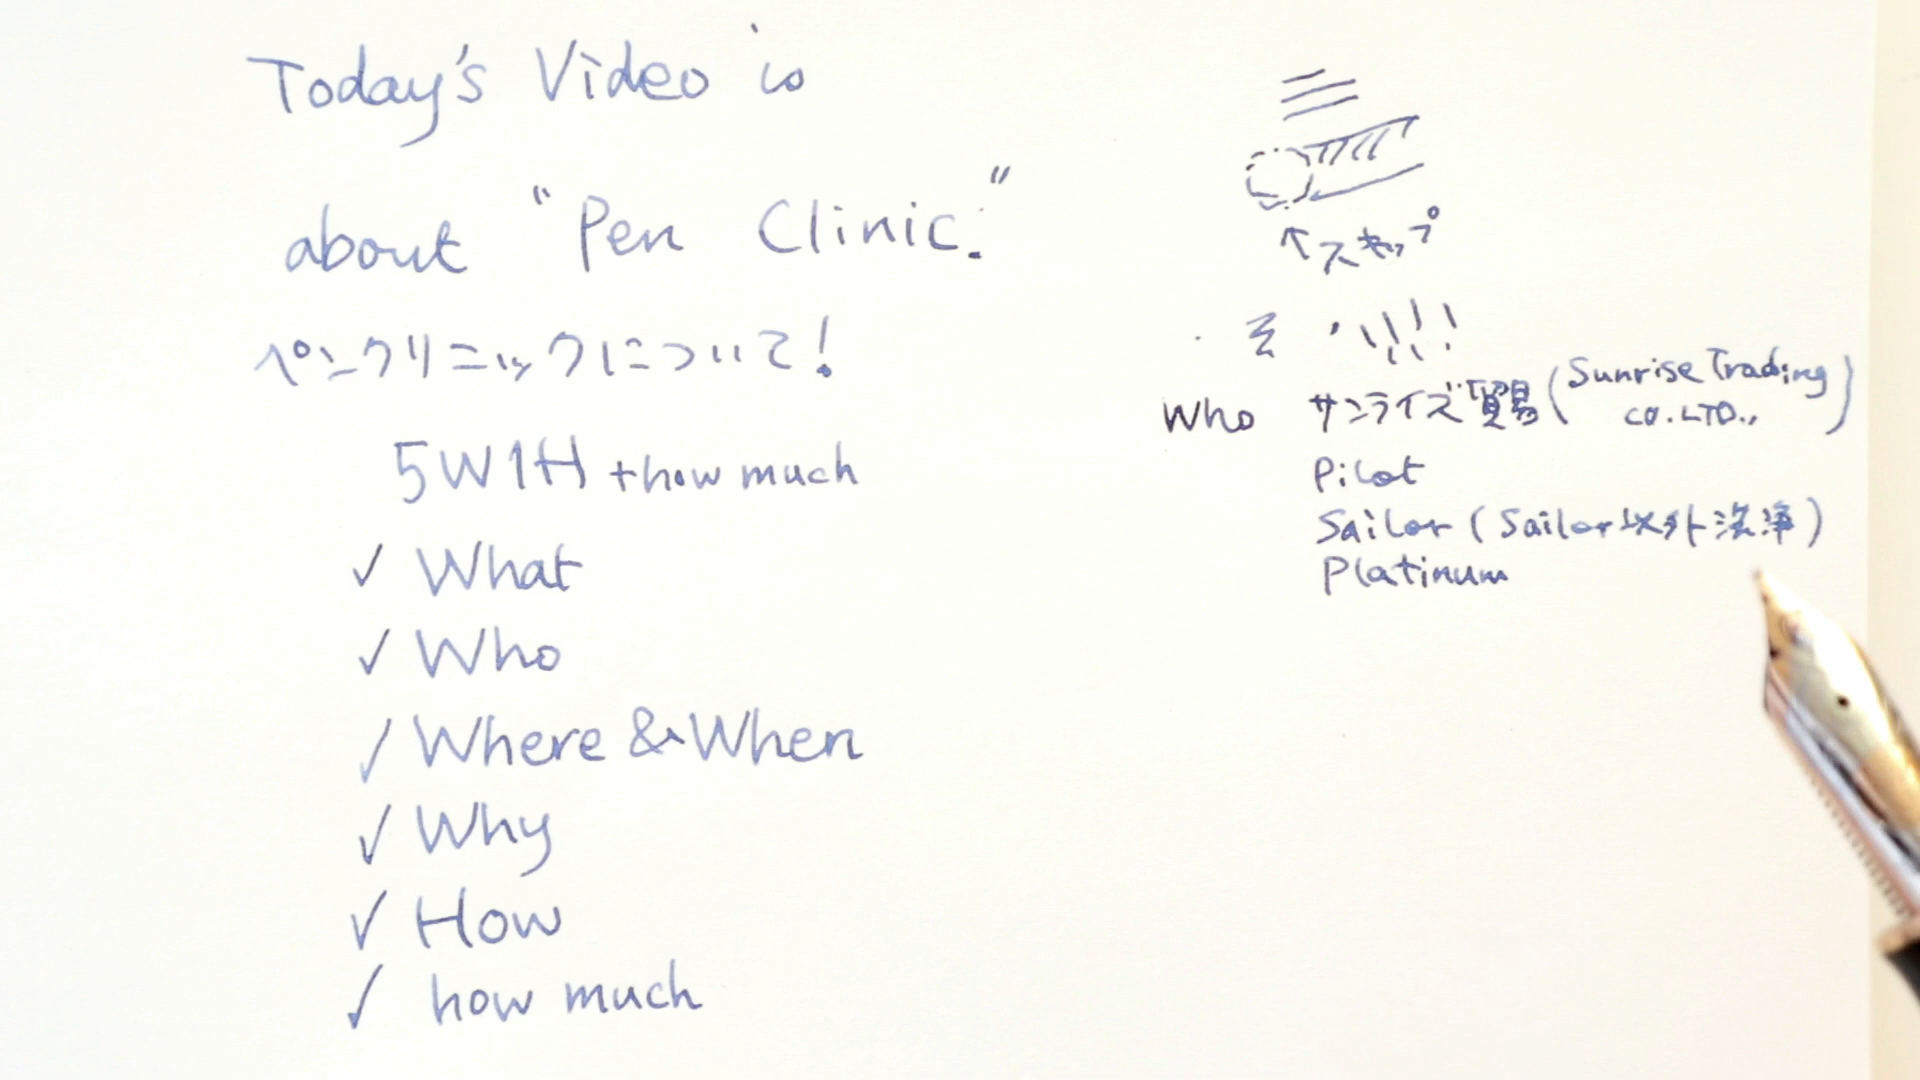 Today's Video is
about "Pen Clinic."
ペンクリニックについて!
5W1H + how much
✓ What
✓ Who
✓ Where & When
✓ Why
✓ How
✓ how much
↑スキップ
Who サンライズ貿易 (Sunrise Trading CO.LTD.,)
Pilot
Sailor (Sailor以外洗浄)
Platinum